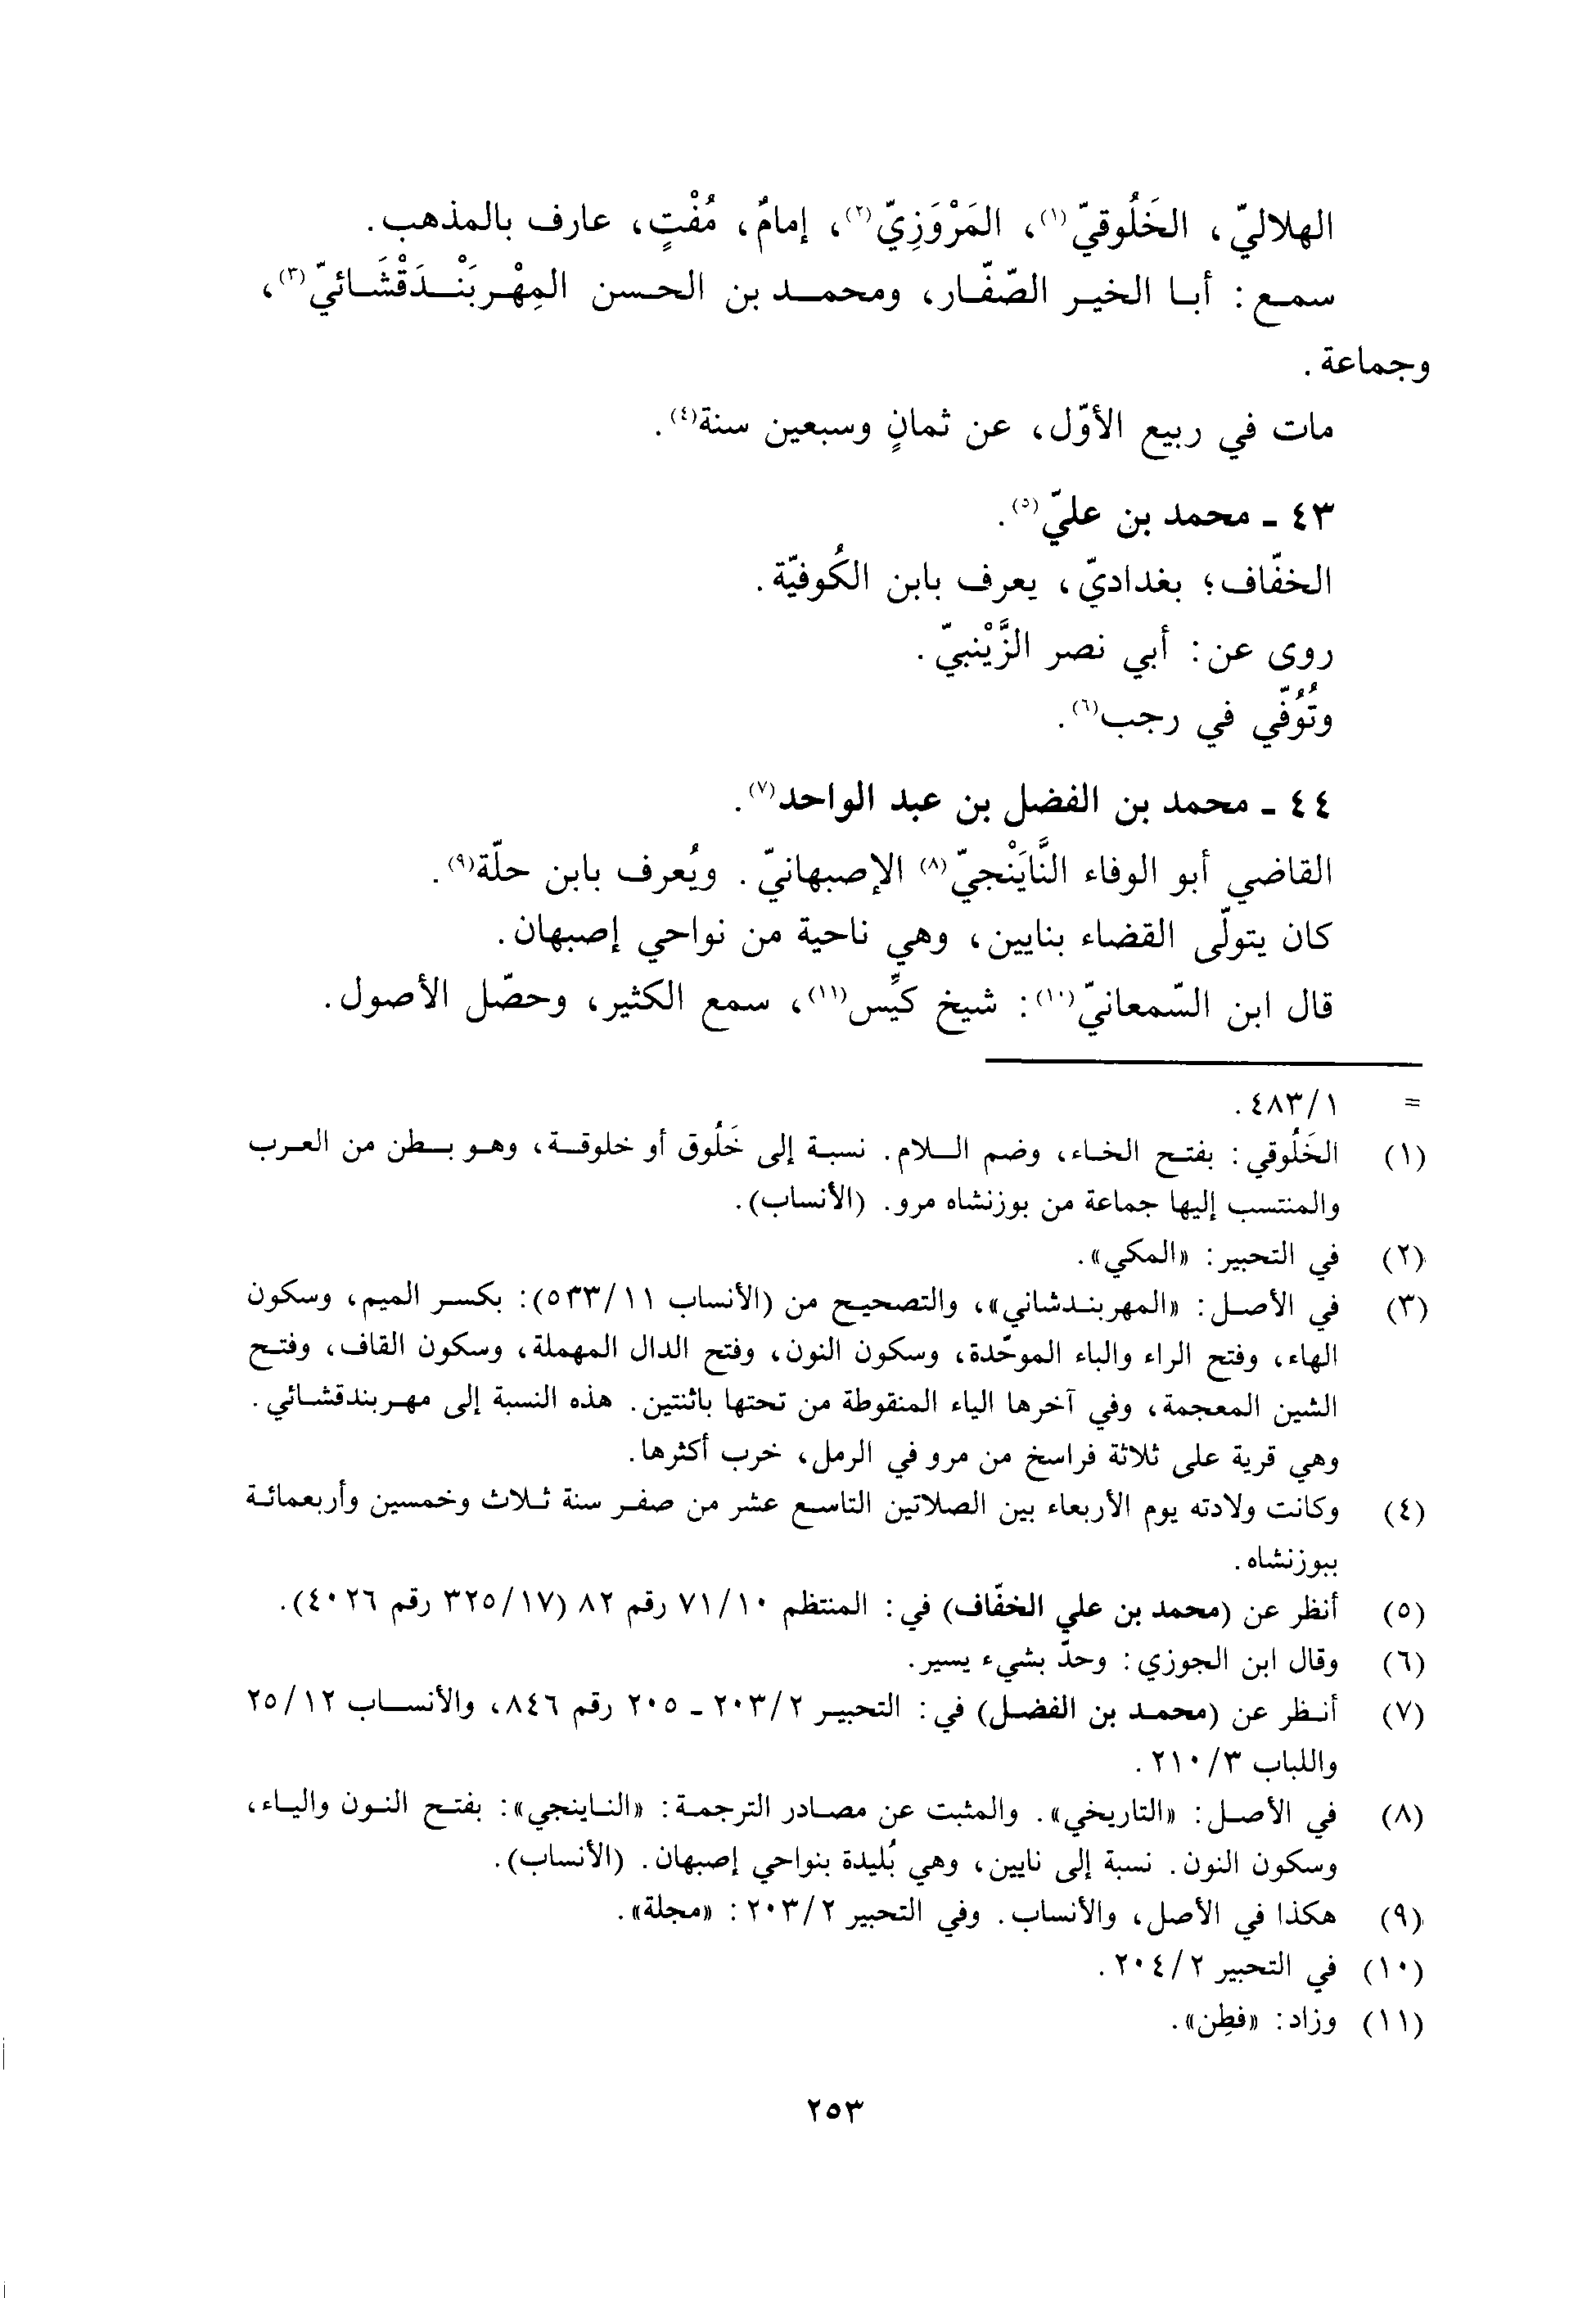 الهلاليّ، الخَلُوقيّ(١)، المَرْوَزِيّ(٢)، إمامٌ، مُفْتٍ، عارف بالمذهب.
سمع: أبا الخير الصّفّار، ومحمد بن الحسن المِهْربَنْدَقْشَائيّ(٣)،
وجماعة.
مات في ربيع الأوّل، عن ثمانٍ وسبعين سنة(٤).
٤٣ ـ محمد بن عليّ(٥).
الخفّاف؛ بغداديّ، يعرف بابن الكُوفيّة.
روى عن: أبي نصر الزَّيْنبيّ.
وتُوُفّي في رجب(٦).
٤٤ ـ محمد بن الفضل بن عبد الواحد(٧).
القاضي أبو الوفاء النَّايَنْجيّ(٨) الإصبهانيّ. ويُعرف بابن حلّة(٩).
كان يتولّى القضاء بنايين، وهي ناحية من نواحي إصبهان.
قال ابن السّمعانيّ(١٠): شيخ كيِّس(١١)، سمع الكثير، وحصّل الأصول.
= ٤٨٣/١.
(١) الخَلُوقي: بفتح الخاء، وضم اللام. نسبة إلى خَلُوق أو خلوقة، وهو بطن من العرب
والمنتسب إليها جماعة من بوزنشاه مرو. (الأنساب).
(٢) في التحبير: «المكي».
(٣) في الأصل: «المهربندشاني»، والتصحيح من (الأنساب ٥٣٣/١١): بكسر الميم، وسكون
الهاء، وفتح الراء والباء الموحّدة، وسكون النون، وفتح الدال المهملة، وسكون القاف، وفتح
الشين المعجمة، وفي آخرها الياء المنقوطة من تحتها باثنتين. هذه النسبة إلى مهربندقشائي.
وهي قرية على ثلاثة فراسخ من مرو في الرمل، خرب أكثرها.
(٤) وكانت ولادته يوم الأربعاء بين الصلاتين التاسع عشر من صفر سنة ثلاث وخمسين وأربعمائة
ببوزنشاه.
(٥) أنظر عن (محمد بن علي الخفّاف) في: المنتظم ٧١/١٠ رقم ٨٢ (٣٢٥/١٧ رقم ٤٠٢٦).
(٦) وقال ابن الجوزي: وحدّ بشيء يسير.
(٧) أنظر عن (محمد بن الفضل) في: التحبير ٢٠٣/٢ ـ ٢٠٥ رقم ٨٤٦، والأنساب ٢٥/١٢
واللباب ٢١٠/٣.
(٨) في الأصل: «التاريخي». والمثبت عن مصادر الترجمة: «الناينجي»: بفتح النون والياء،
وسكون النون. نسبة إلى نايين، وهي بُليدة بنواحي إصبهان. (الأنساب).
(٩) هكذا في الأصل، والأنساب. وفي التحبير ٢٠٣/٢: «مجلة».
(١٠) في التحبير ٢٠٤/٢.
(١١) وزاد: «فطِن».
٢٥٣